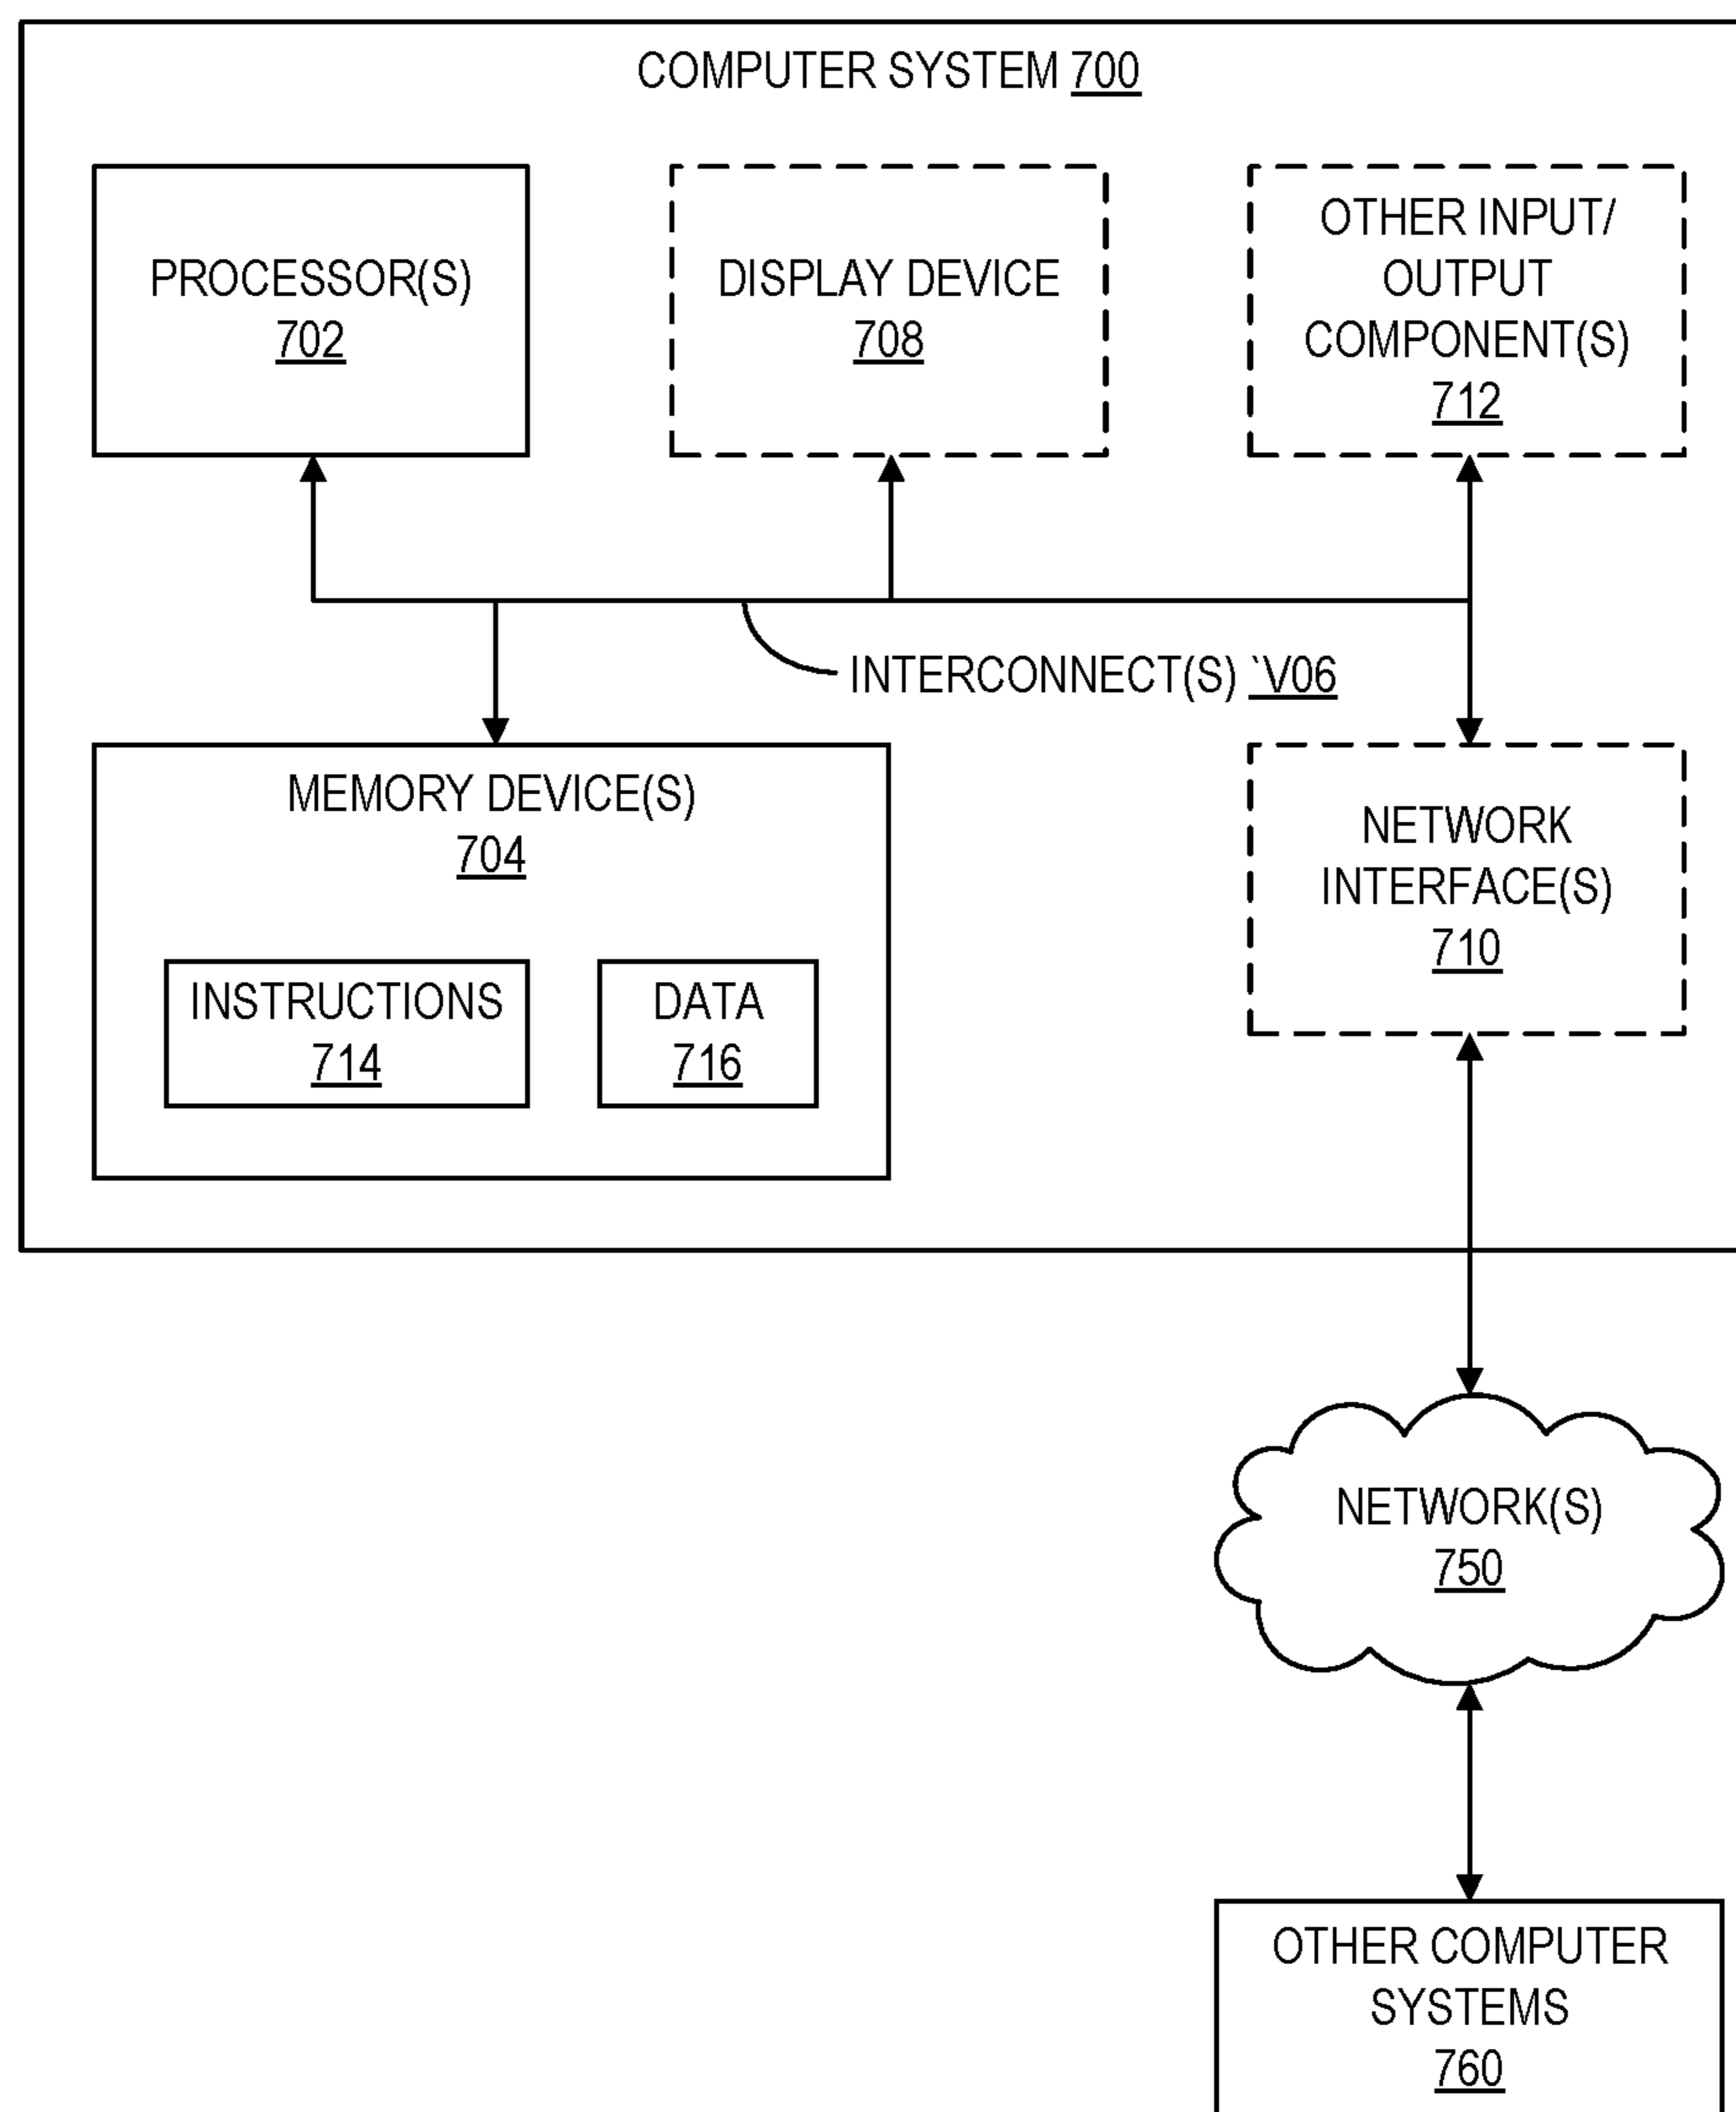 COMPUTER SYSTEM 700
PROCESSOR(S)
702
DISPLAY DEVICE
708
OTHER INPUT/
OUTPUT
COMPONENT(S)
712
INTERCONNECT(S) `V06
MEMORY DEVICE(S)
704
INSTRUCTIONS
714
DATA
716
NETWORK
INTERFACE(S)
710
NETWORK(S)
750
OTHER COMPUTER
SYSTEMS
760